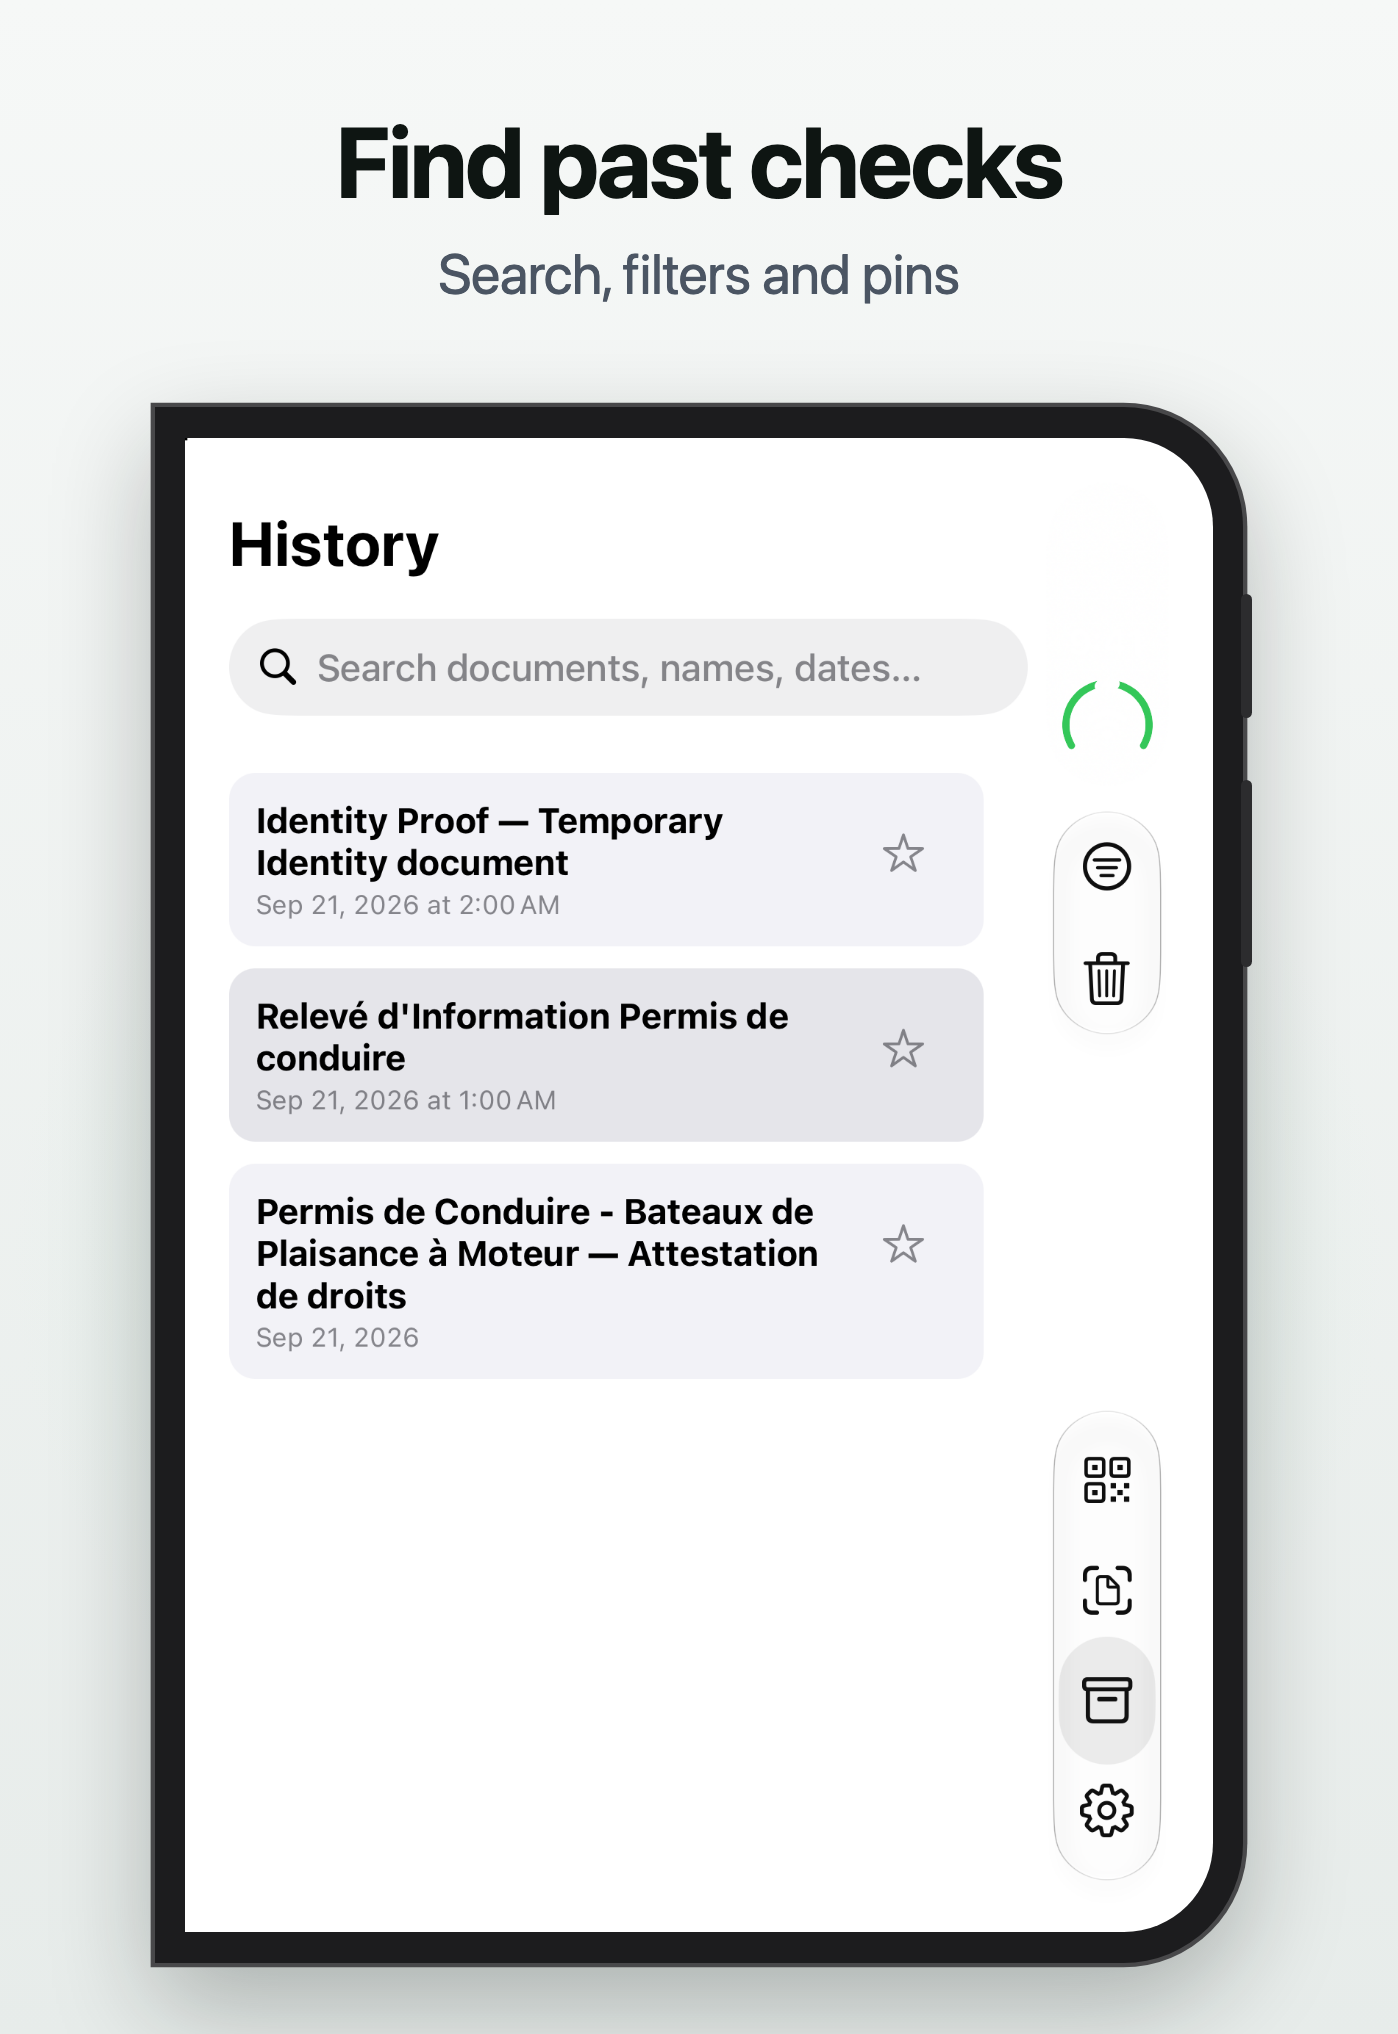 Find past checks
Search, filters and pins
History
Search documents, names, dates...
Identity Proof — Temporary
Identity document
Sep 21, 2026 at 2:00 AM
Relevé d'Information Permis de
conduire
Sep 21, 2026 at 1:00 AM
Permis de Conduire - Bateaux de
Plaisance à Moteur — Attestation
de droits
Sep 21, 2026